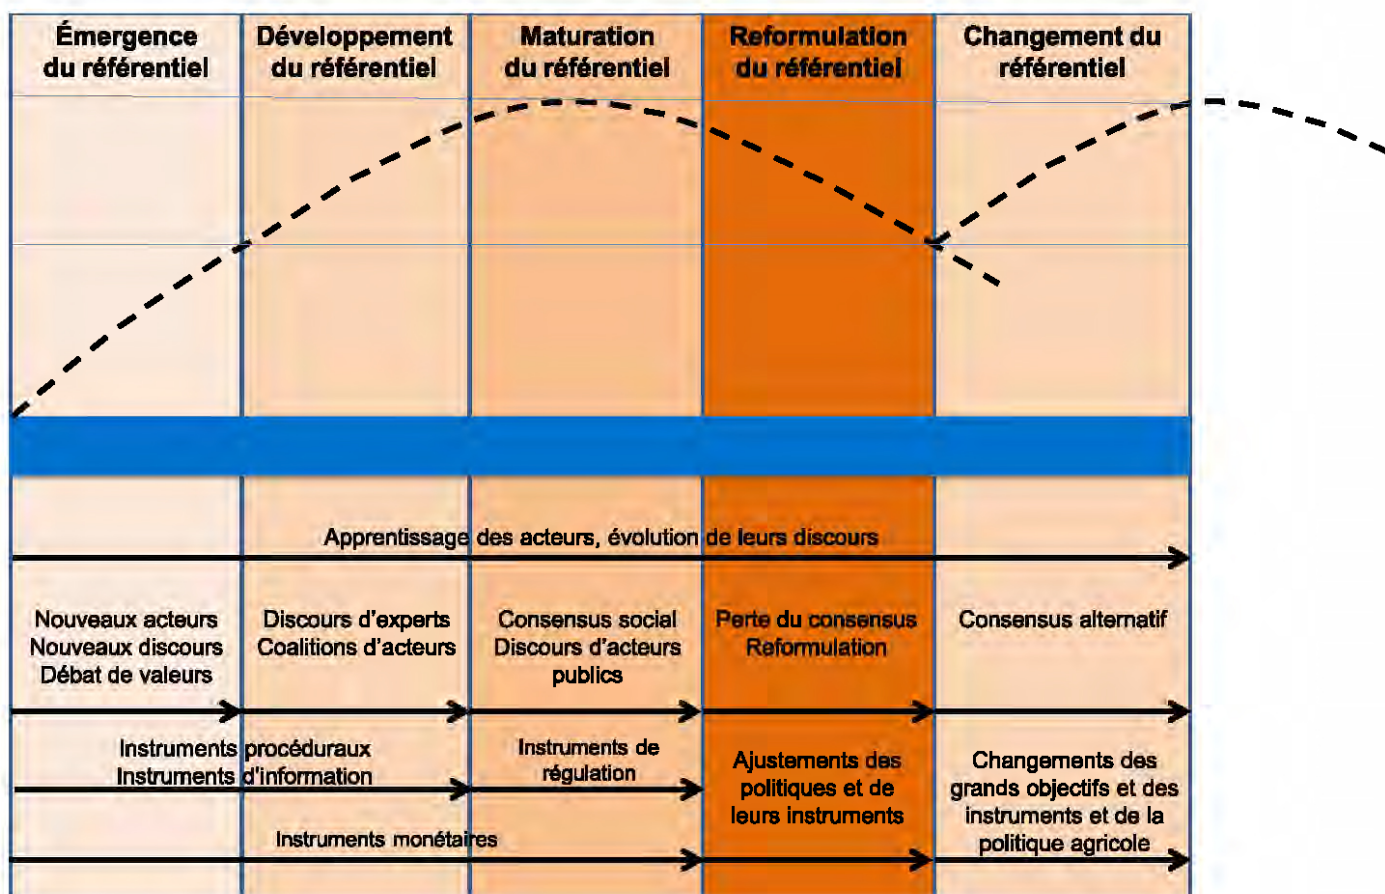 Émergence
du référentiel
Développement
du référentiel
Maturation
du référentiel
Reformulation
du référentiel
Changement du
référentiel
Apprentissage des acteurs, évolution de leurs discours
Nouveaux acteurs
Nouveaux discours
Débat de valeurs
Discours d'experts
Coalitions d'acteurs
Consensus social
Discours d'acteurs
publics
Perte du consensus
Reformulation
Consensus alternatif
Instruments procéduraux
Instruments d'information
Instruments de
régulation
Ajustements des
politiques et de
leurs instruments
Changements des
grands objectifs et des
instruments et de la
politique agricole
Instruments monétaires